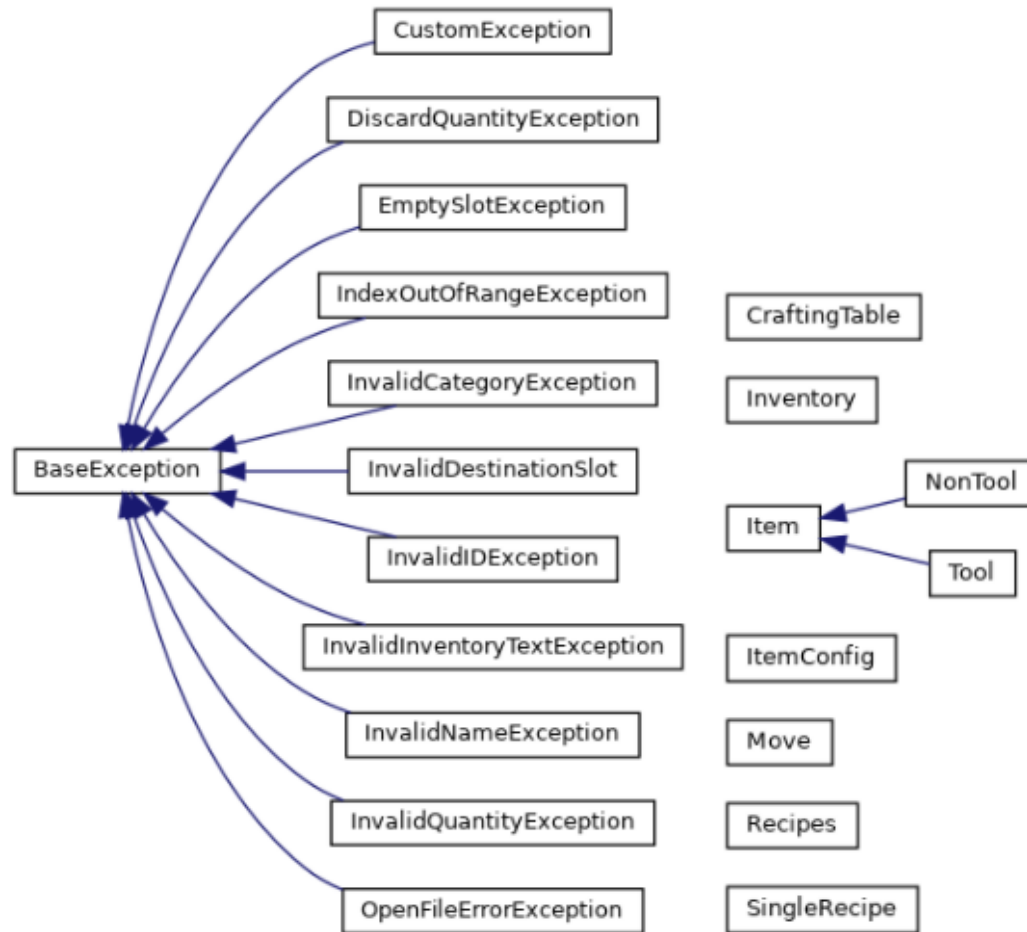 CustomException
DiscardQuantityException
EmptySlotException
IndexOutOfRangeException
InvalidCategoryException
BaseException
InvalidDestinationSlot
InvalidIDException
InvalidInventoryTextException
InvalidNameException
InvalidQuantityException
OpenFileErrorException
CraftingTable
Inventory
Item
NonTool
Tool
ItemConfig
Move
Recipes
SingleRecipe